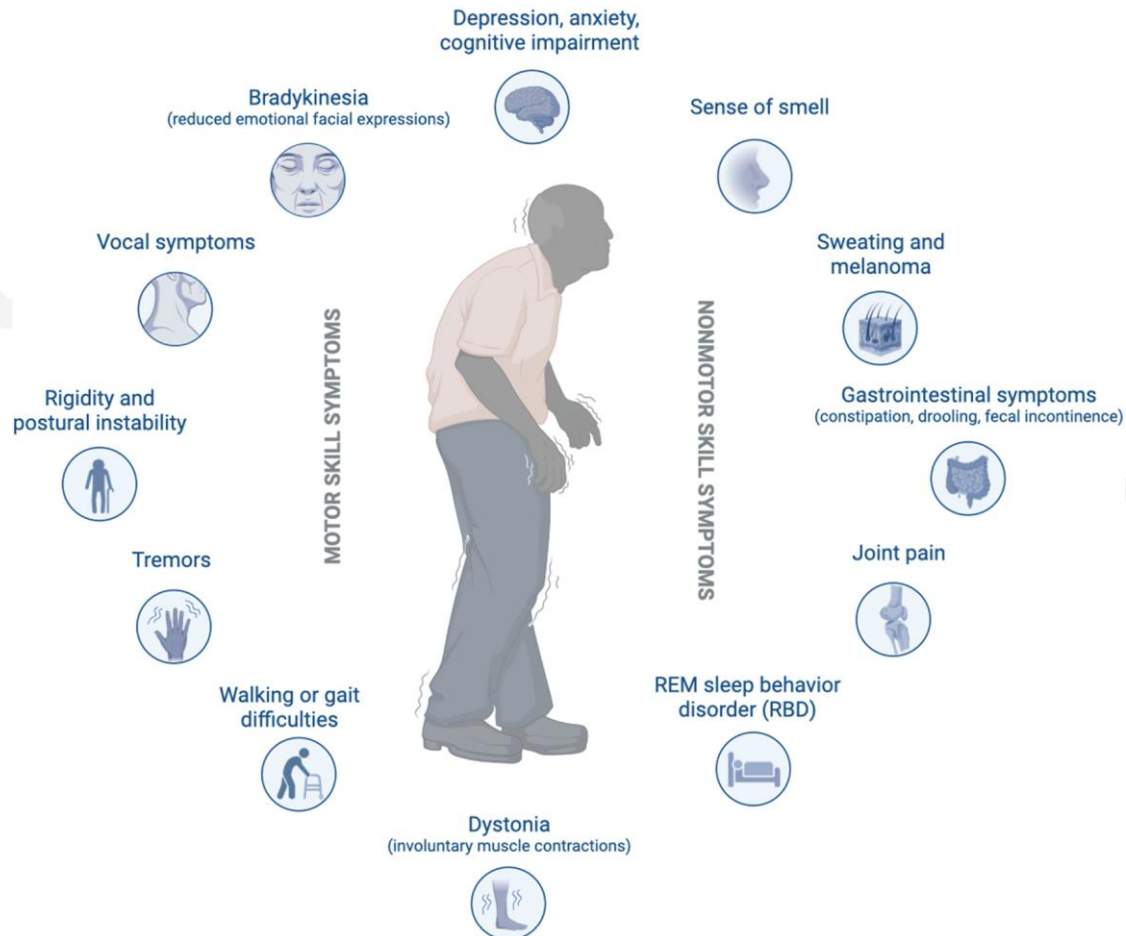 Depression, anxiety,
cognitive impairment
Bradykinesia
(reduced emotional facial expressions)
Sense of smell
Vocal symptoms
Sweating and
melanoma
MOTOR SKILL SYMPTOMS
NONMOTOR SKILL SYMPTOMS
Rigidity and
postural instability
Gastrointestinal symptoms
(constipation, drooling, fecal incontinence)
Tremors
Joint pain
Walking or gait
difficulties
REM sleep behavior
disorder (RBD)
Dystonia
(involuntary muscle contractions)